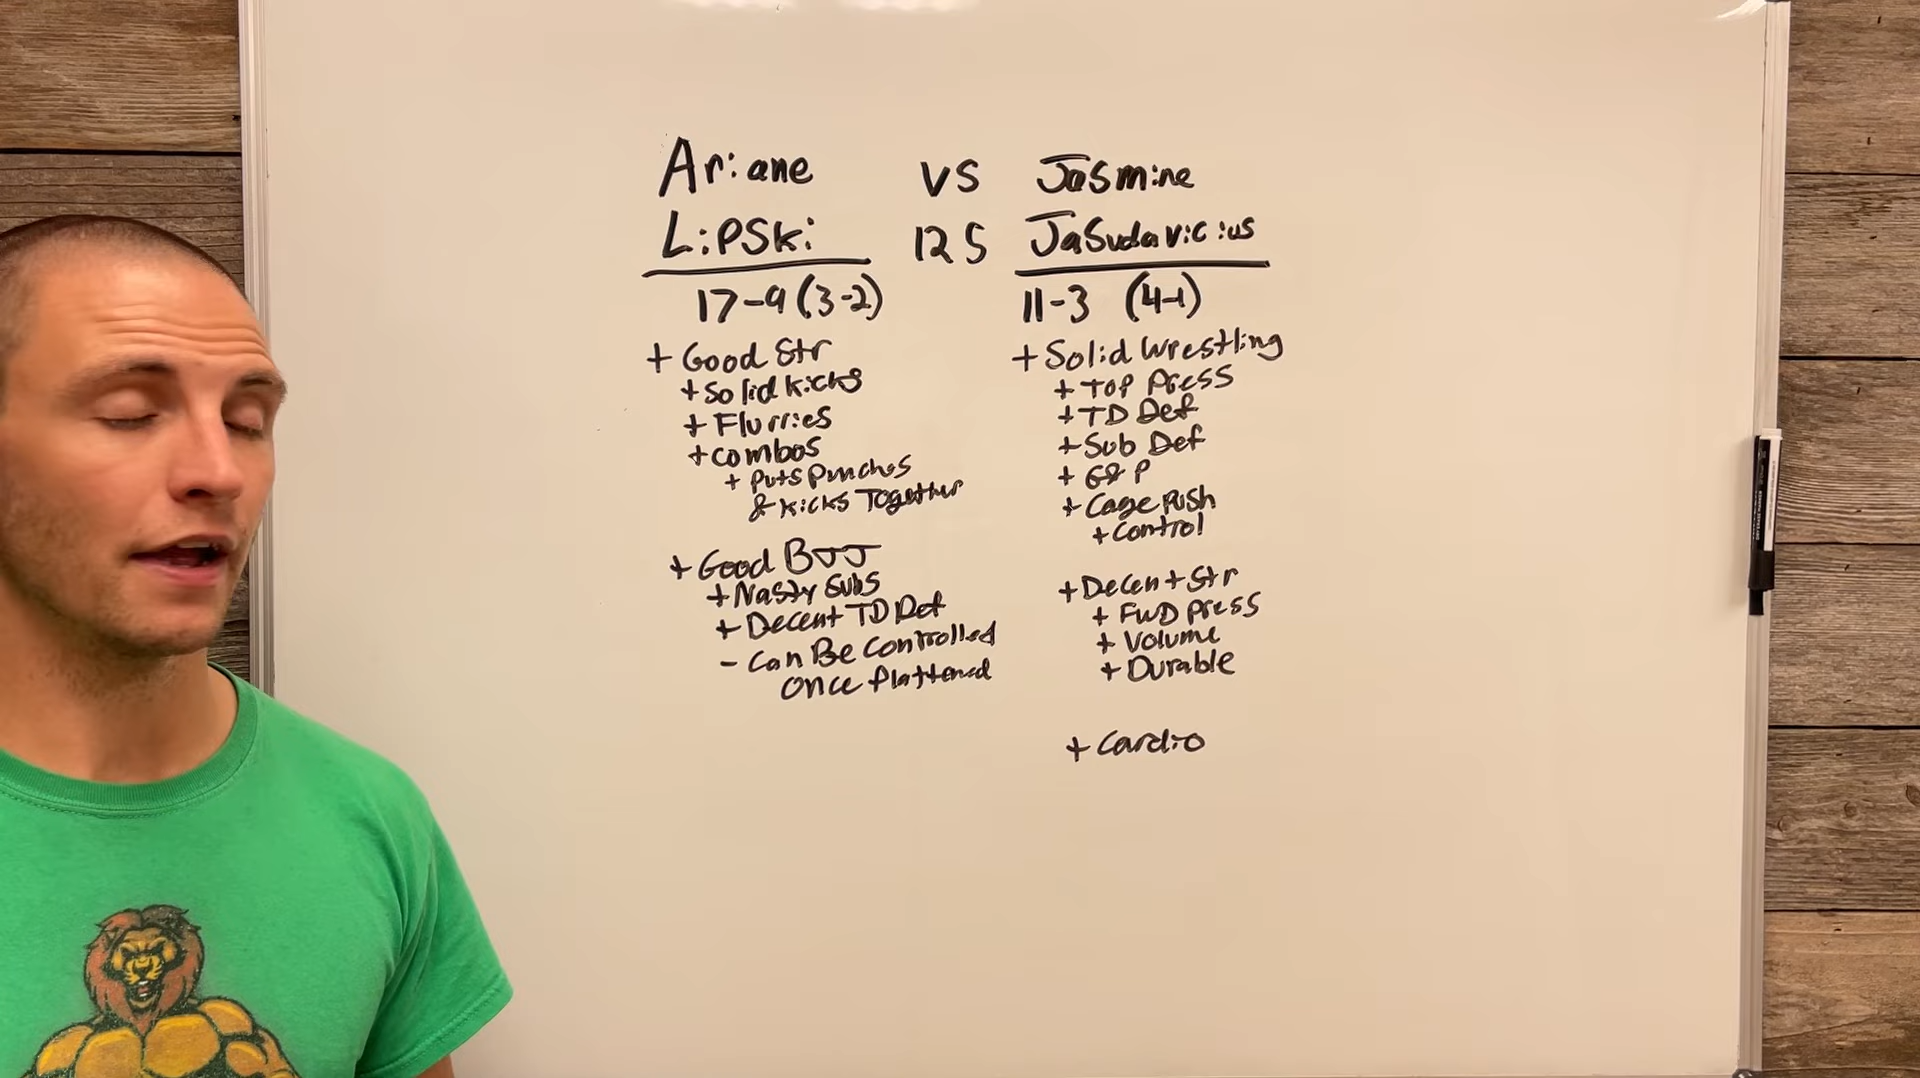 Ariane vs Jasmine
Lipski 125 Jasudavicius
17-9 (3-2)
+ Good Str
+ Solid kicks
+ Flurries
+ combos
+ Puts Punches
& kicks Together
+ Good BJJ
+ Nasty Subs
+ Decent TD Def
- Can Be Controlled
Once flattened
11-3 (4-1)
+ Solid Wrestling
+ Top Press
+ TD Def
+ Sub Def
+ G&P
+ Cage Push
+ Control
+ Decent Str
+ FWD press
+ Volume
+ Durable
+ Cardio